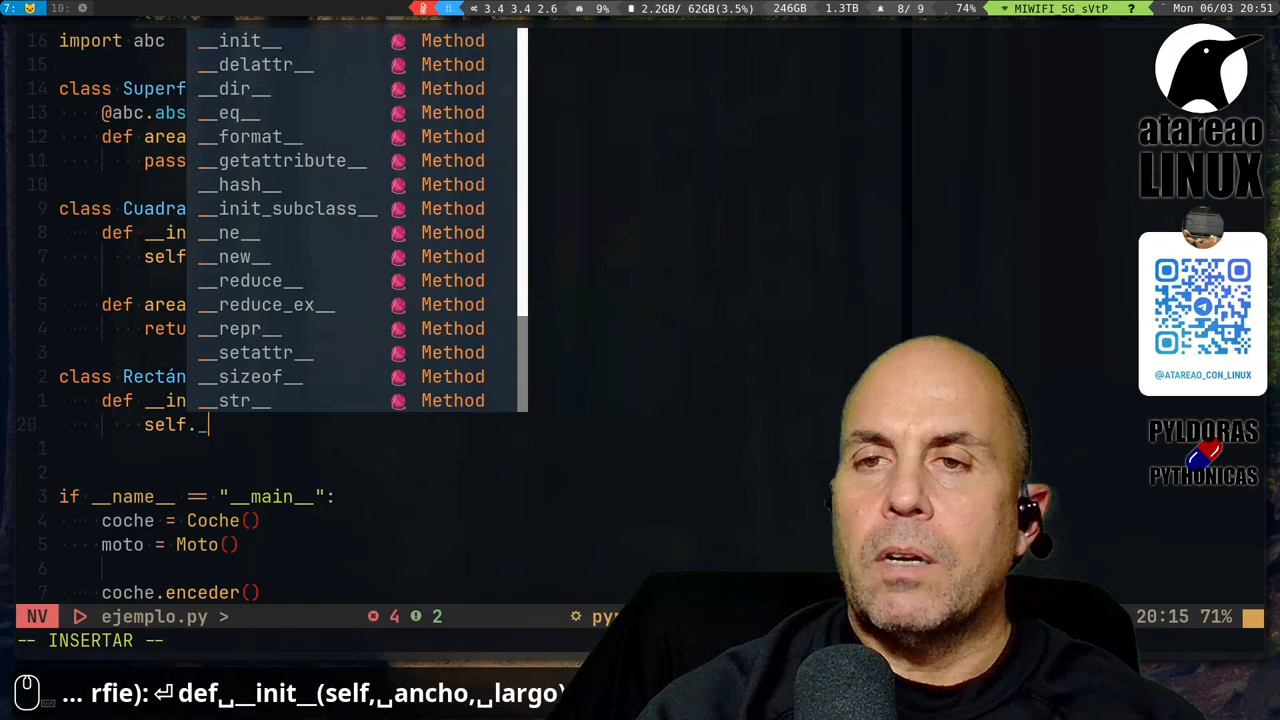 7: 10:
3.4 3.4 2.6 9% 2.2GB/ 62GB(3.5%) 246GB 1.3TB 8/ 9 74% MIWIFI 5G sVtP ? Mon 06/03 20:51
16 import abc
15
14 class Superf
13 @abc.abs
12 def area
11 pass
10
9 class Cuadra
8 def __in
7 self
6
5 def area
4 retu
3
2 class Rectán
1 def __in
20 self._
1
2
3 if __name__ == "__main__":
4 coche = Coche()
5 moto = Moto()
6
7 coche.enceder()
__init__ Method
__delattr__ Method
__dir__ Method
__eq__ Method
__format__ Method
__getattribute__ Method
__hash__ Method
__init_subclass__ Method
__ne__ Method
__new__ Method
__reduce__ Method
__reduce_ex__ Method
__repr__ Method
__setattr__ Method
__sizeof__ Method
__str__ Method
NV ejemplo.py > 4 2 20:15 71%
-- INSERTAR --
... rfie):⏎def␣__init__(self,␣ancho,␣largo)
atareao
LINUX
@ATAREAO_CON_LINUX
PYLDORAS
PYTHONICAS